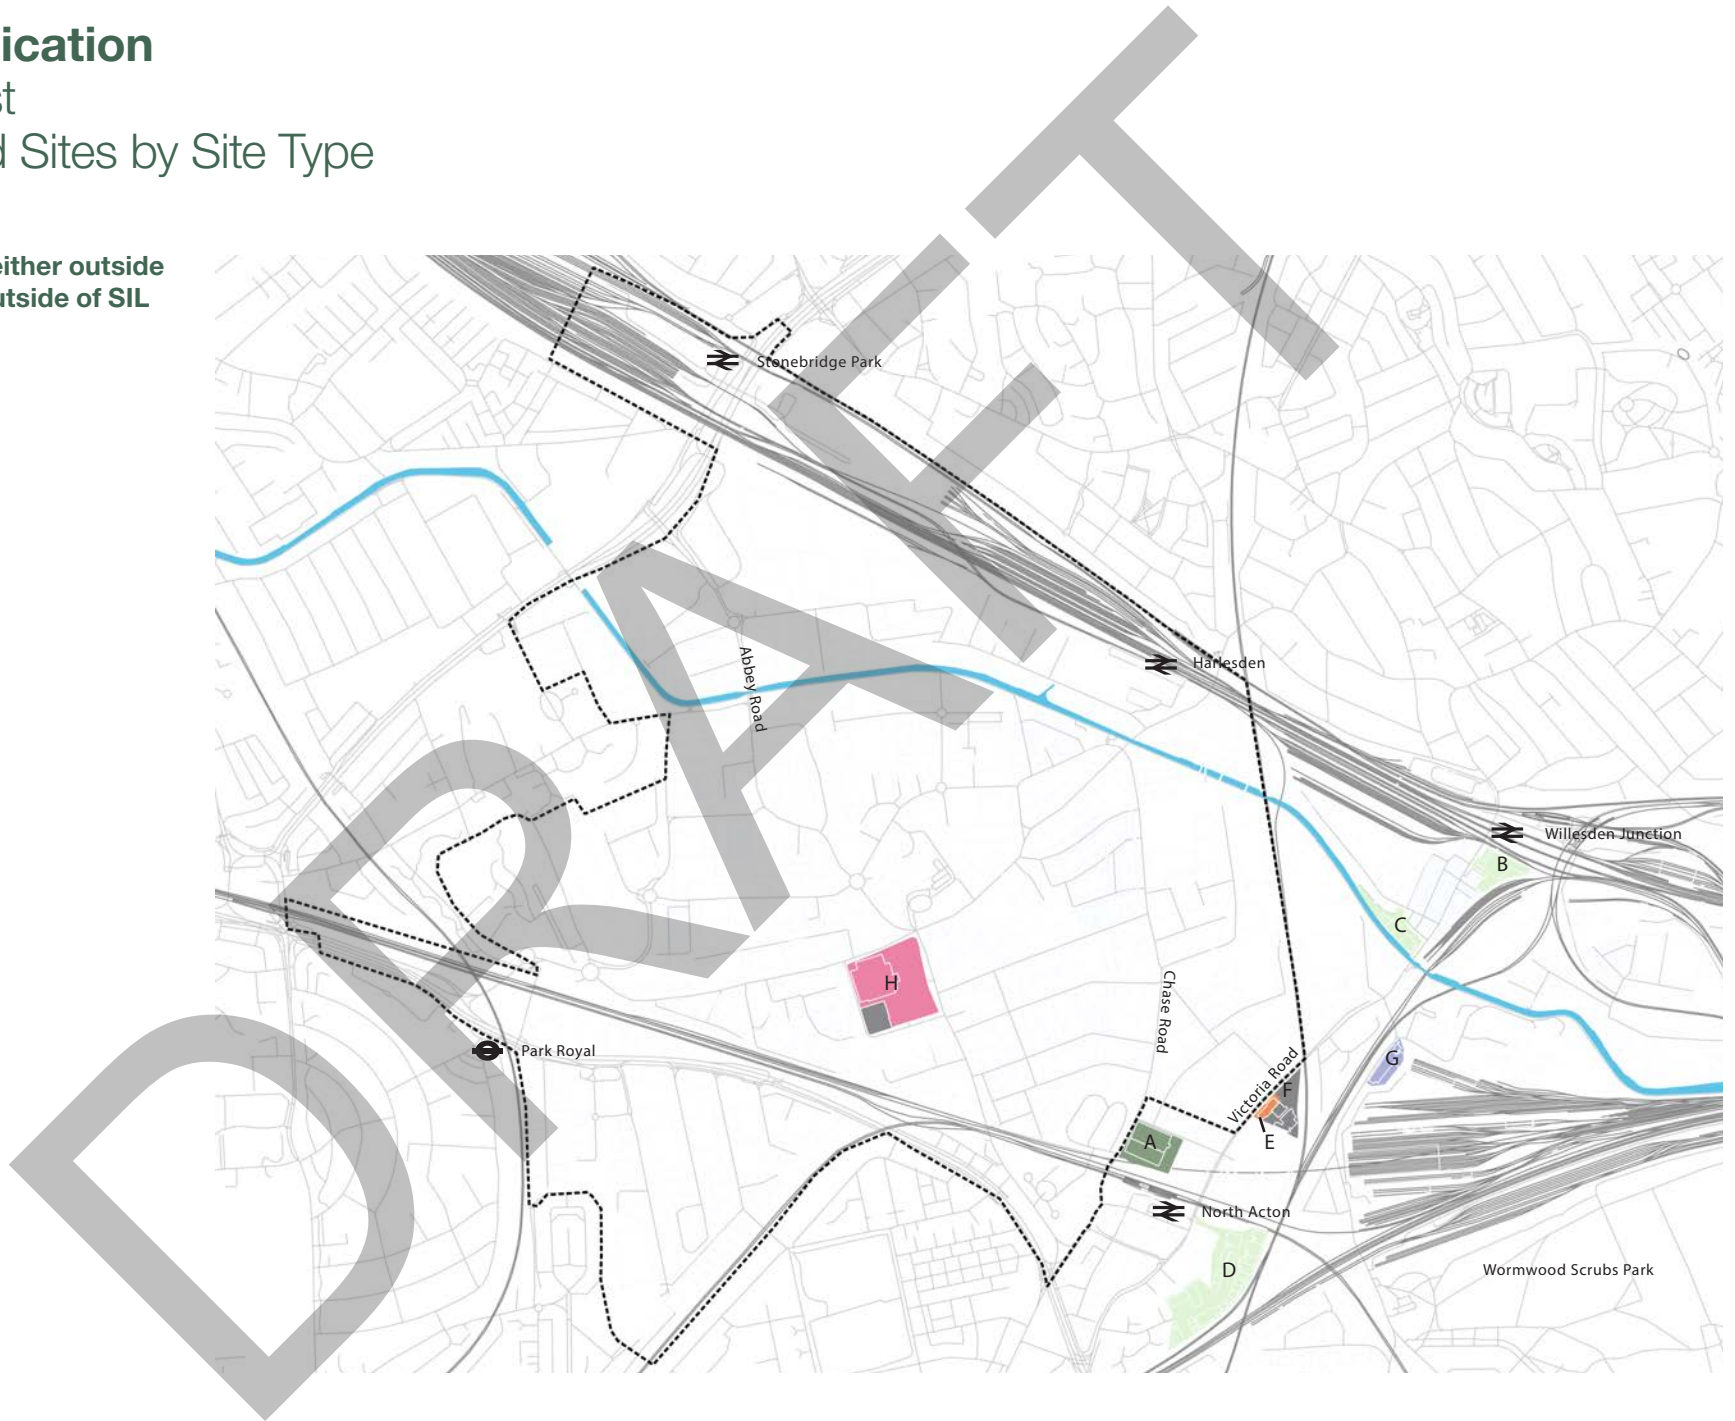 ication
st
d Sites by Site Type
either outside
utside of SIL
DRAFT
Stonebridge Park
Abbey Road
Harlesden
Willesden Junction
B
C
H
Chase Road
Park Royal
Victoria Road
G
F
E
A
North Acton
D
Wormwood Scrubs Park